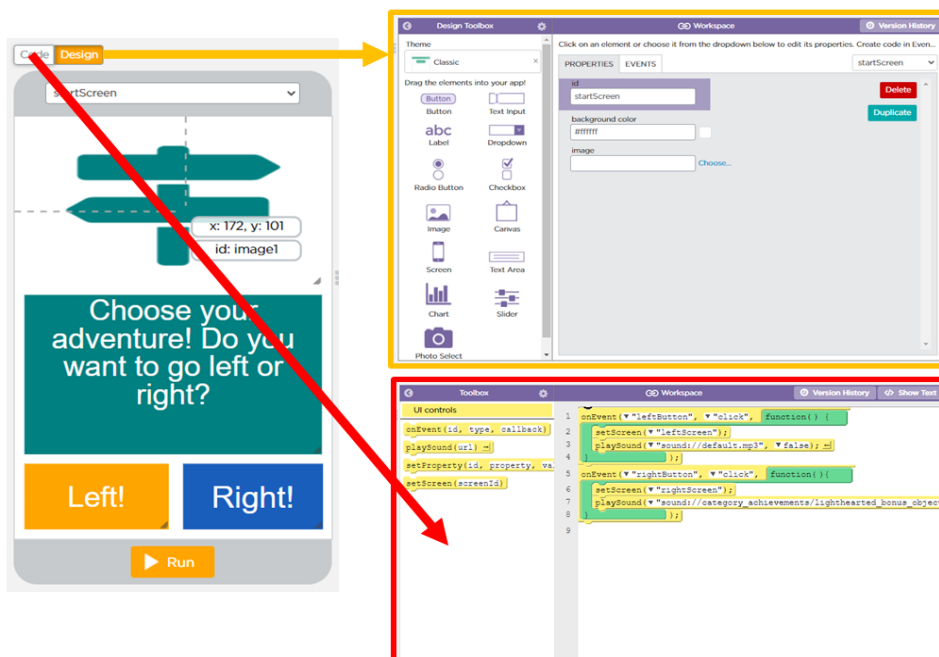 Code Design
startScreen
x: 172, y: 101
id: image1
Choose your
adventure! Do you
want to go left or
right?
Left!
Right!
Run
Design Toolbox
Workspace
Version History
Theme
Classic
Drag the elements into your app!
Button
Button
Text Input
abc
Label
Dropdown
Radio Button
Checkbox
Image
Canvas
Screen
Text Area
Chart
Slider
Photo Select
Click on an element or choose it from the dropdown below to edit its properties. Create code in Even...
PROPERTIES EVENTS
startScreen
id
startScreen
Delete
Duplicate
background color
#ffffff
image
Choose...
Toolbox
Workspace
Version History
Show Text
UI controls
onEvent(id, type, callback)
playSound(url)
setProperty(id, property, va
setScreen(screenId)
1 onEvent(▼"leftButton", ▼"click", function() {
2 setScreen(▼"leftScreen");
3 playSound(▼"sound://default.mp3", ▼false);
4 } );
5 onEvent(▼"rightButton", ▼"click", function(){
6 setScreen(▼"rightScreen");
7 playSound(▼"sound://category_achievements/lighthearted_bonus_object
8 } );
9